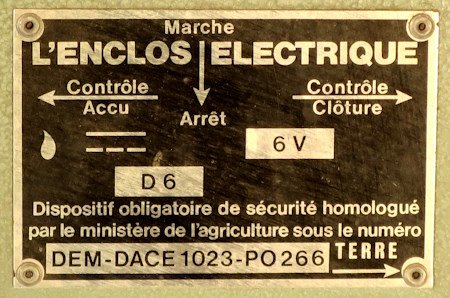 Marche
L'ENCLOS ELECTRIQUE
Contrôle Accu
Contrôle Clôture
Arrêt
6 V
D 6
Dispositif obligatoire de sécurité homologué
par le ministère de l'agriculture sous le numéro
DEM-DACE 1023-PO 266
TERRE